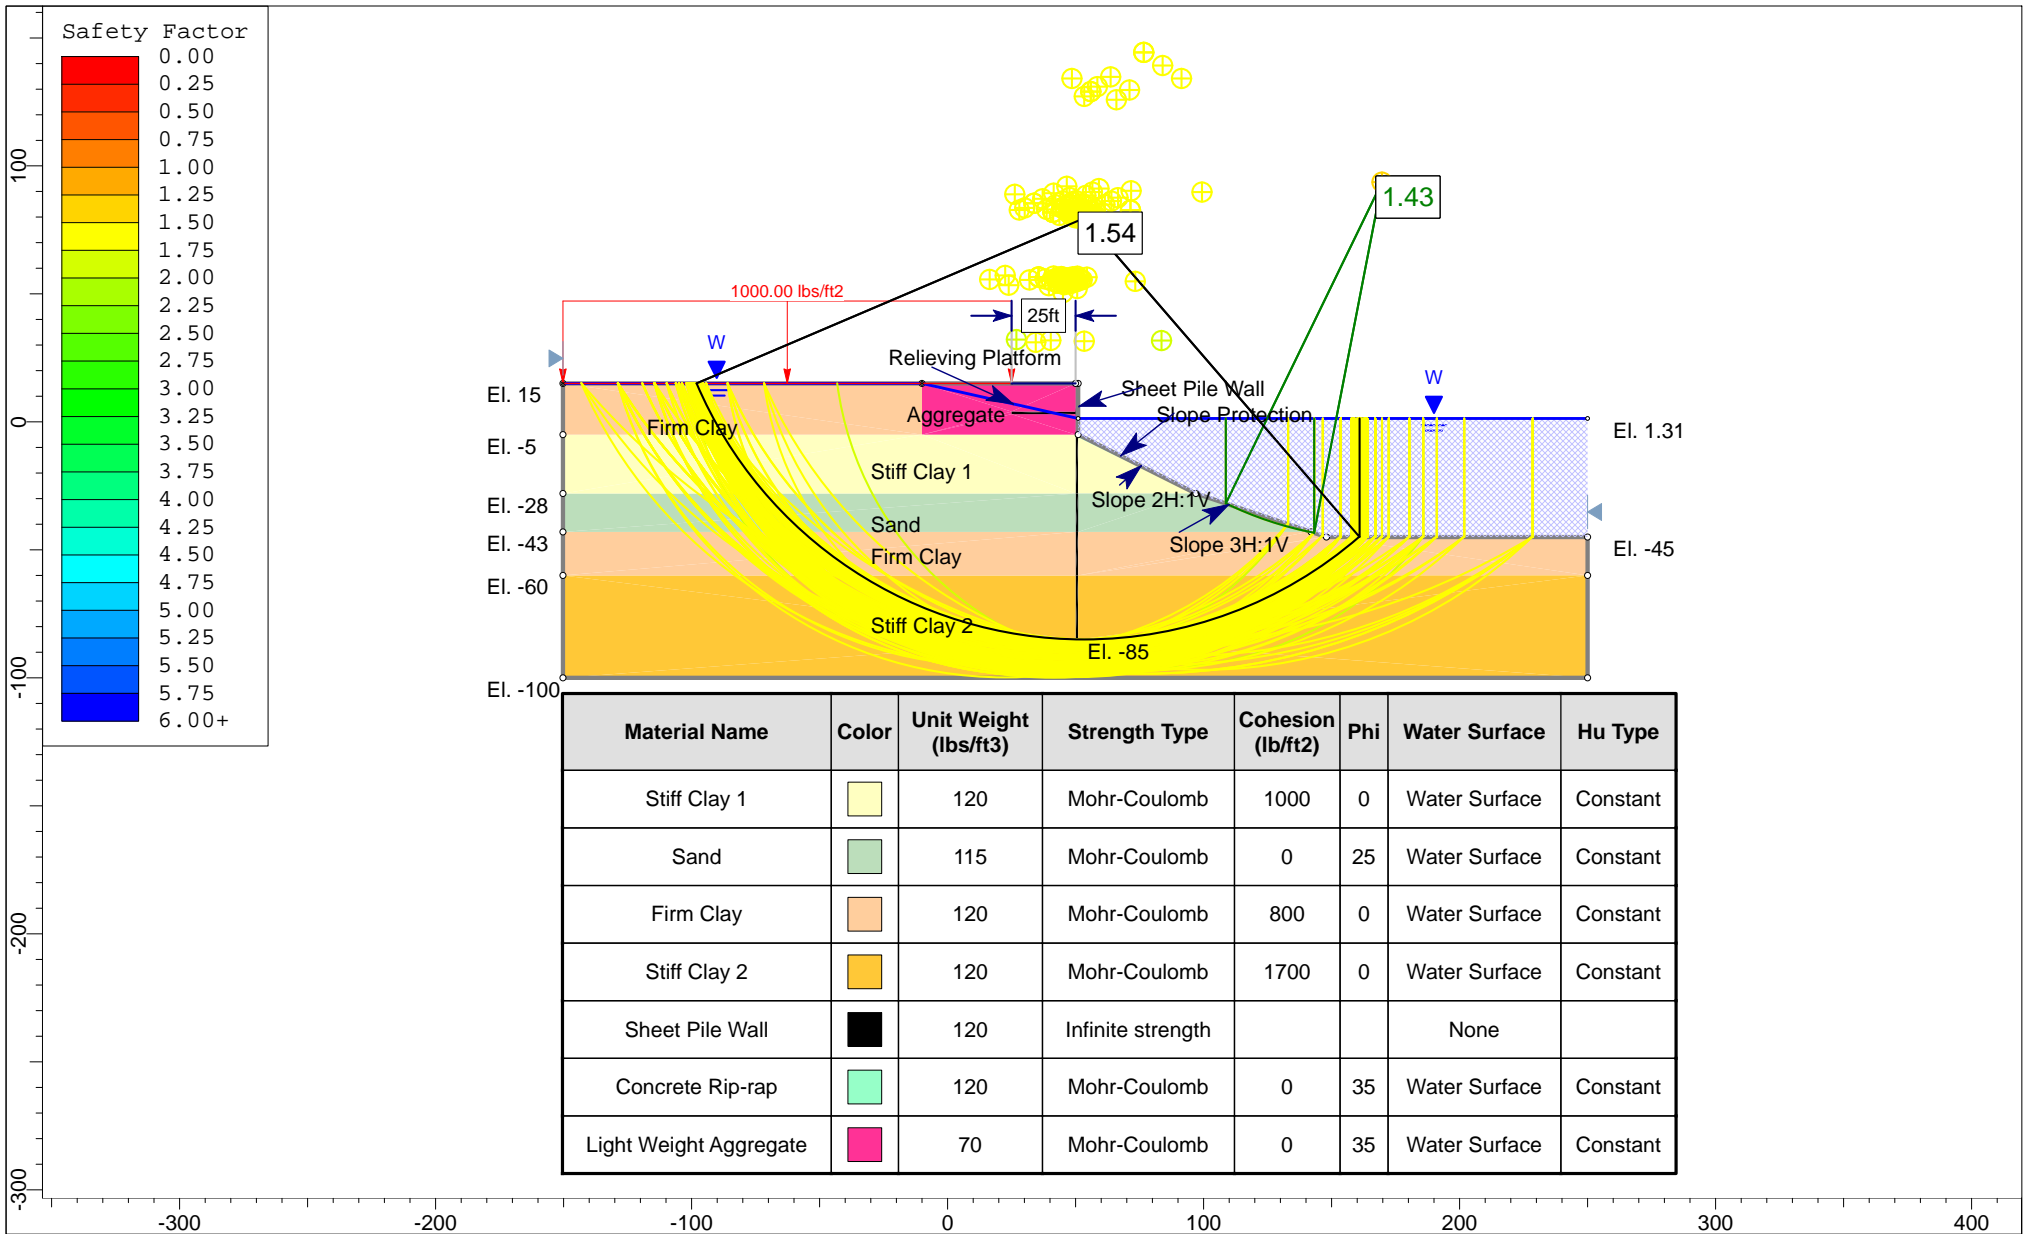 Safety Factor
0.00
0.25
0.50
0.75
1.00
1.25
1.50
1.75
2.00
2.25
2.50
2.75
3.00
3.25
3.50
3.75
4.00
4.25
4.50
4.75
5.00
5.25
5.50
5.75
6.00+
100
0
-100
-200
-300
1.43
1.54
1000.00 lbs/ft2
25ft
W
W
Relieving Platform
Sheet Pile Wall
El. 15
Aggregate
Slope Protection
Firm Clay
El. 1.31
El. -5
Stiff Clay 1
Slope 2H:1V
El. -28
Sand
El. -43
Slope 3H:1V
El. -45
Firm Clay
El. -60
Stiff Clay 2
El. -85
El. -100
Material Name Color Unit Weight (lbs/ft3) Strength Type Cohesion (lb/ft2) Phi Water Surface Hu Type
Stiff Clay 1 120 Mohr-Coulomb 1000 0 Water Surface Constant
Sand 115 Mohr-Coulomb 0 25 Water Surface Constant
Firm Clay 120 Mohr-Coulomb 800 0 Water Surface Constant
Stiff Clay 2 120 Mohr-Coulomb 1700 0 Water Surface Constant
Sheet Pile Wall 120 Infinite strength None
Concrete Rip-rap 120 Mohr-Coulomb 0 35 Water Surface Constant
Light Weight Aggregate 70 Mohr-Coulomb 0 35 Water Surface Constant
-300 -200 -100 0 100 200 300 400